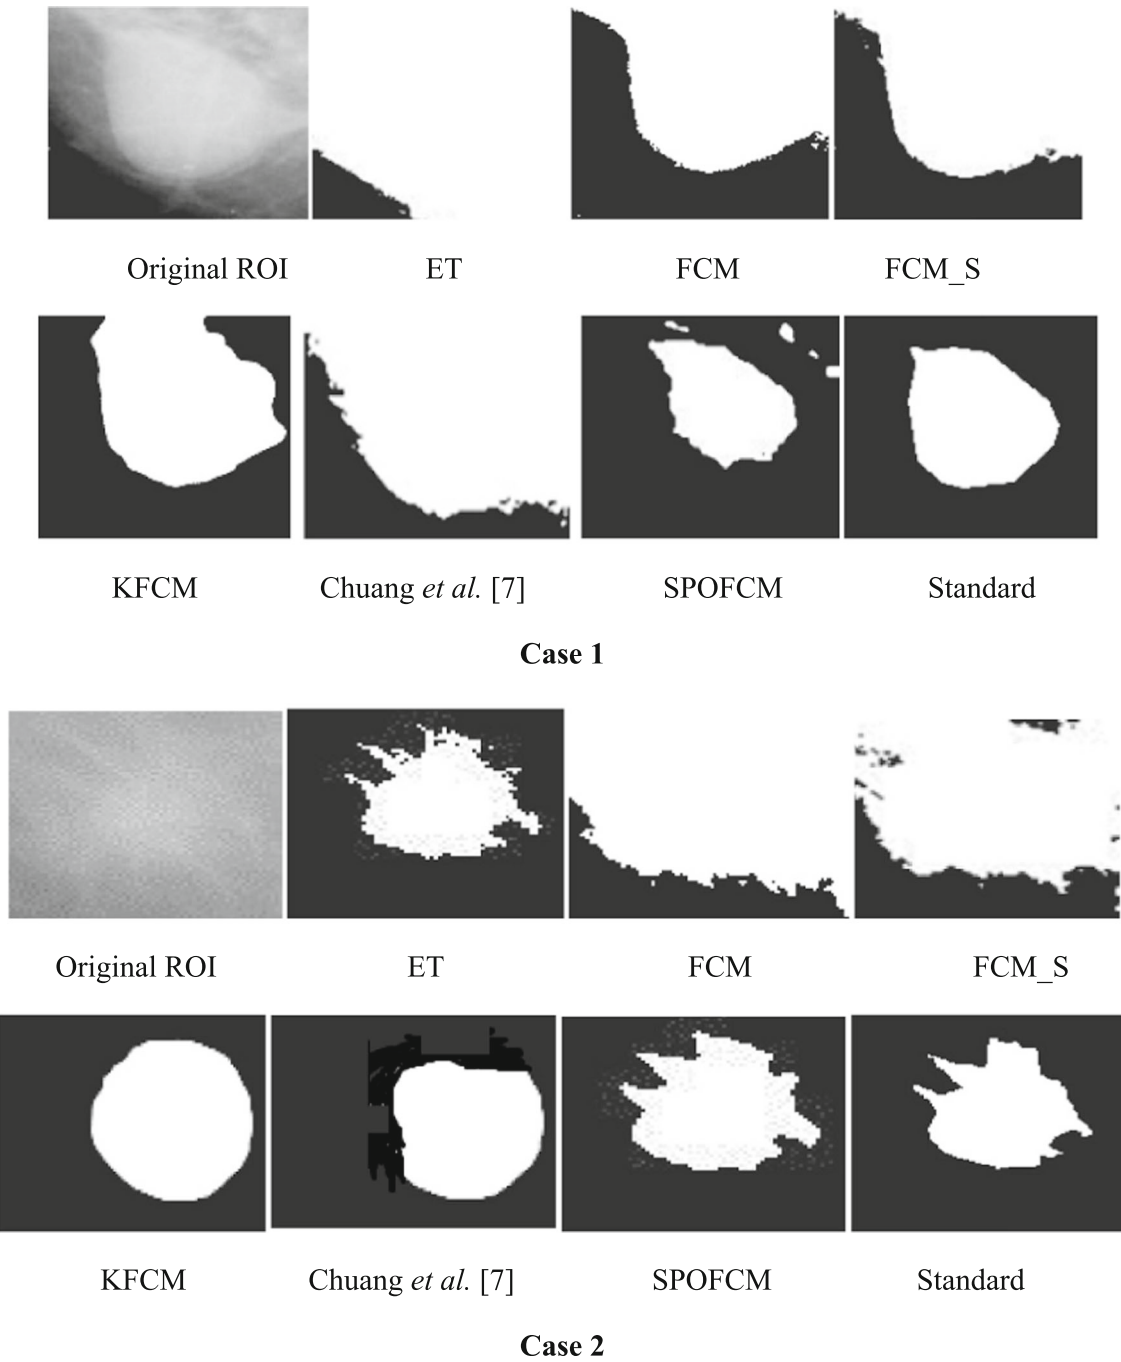 Original ROI ET FCM FCM_S
KFCM Chuang et al. [7] SPOFCM Standard
Case 1
Original ROI ET FCM FCM_S
KFCM Chuang et al. [7] SPOFCM Standard
Case 2